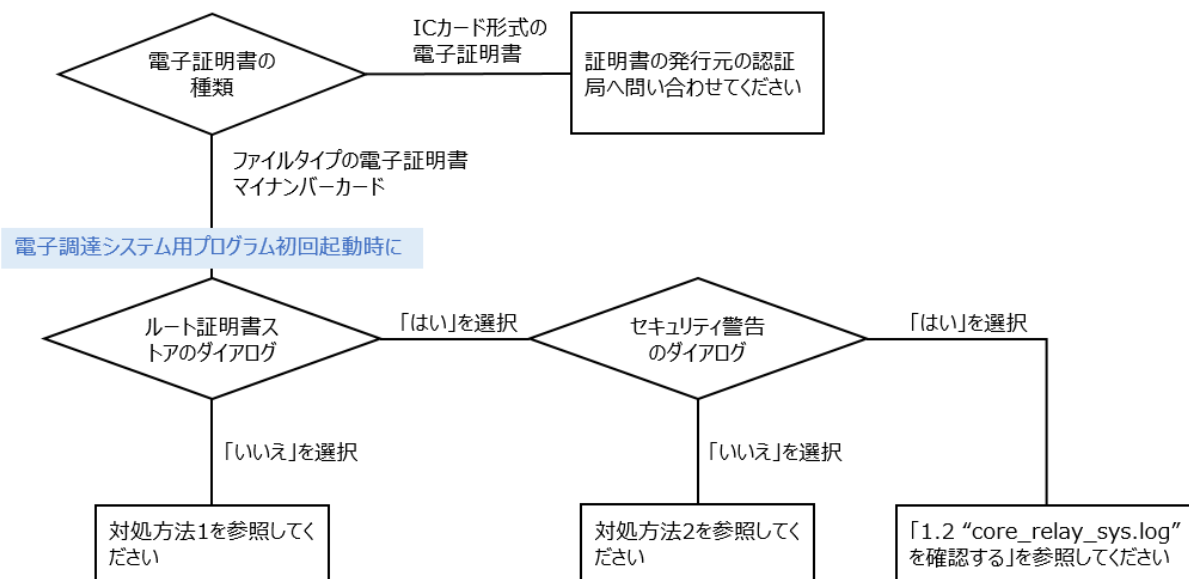 電子証明書の
種類
ICカード形式の
電子証明書
証明書の発行元の認証
局へ問い合わせてください
ファイルタイプの電子証明書
マイナンバーカード
電子調達システム用プログラム初回起動時に
ルート証明書ス
トアのダイアログ
「はい」を選択
セキュリティ警告
のダイアログ
「はい」を選択
「いいえ」を選択
「いいえ」を選択
対処方法1を参照してく
ださい
対処方法2を参照してく
ださい
「1.2 “core_relay_sys.log”
を確認する」を参照してください